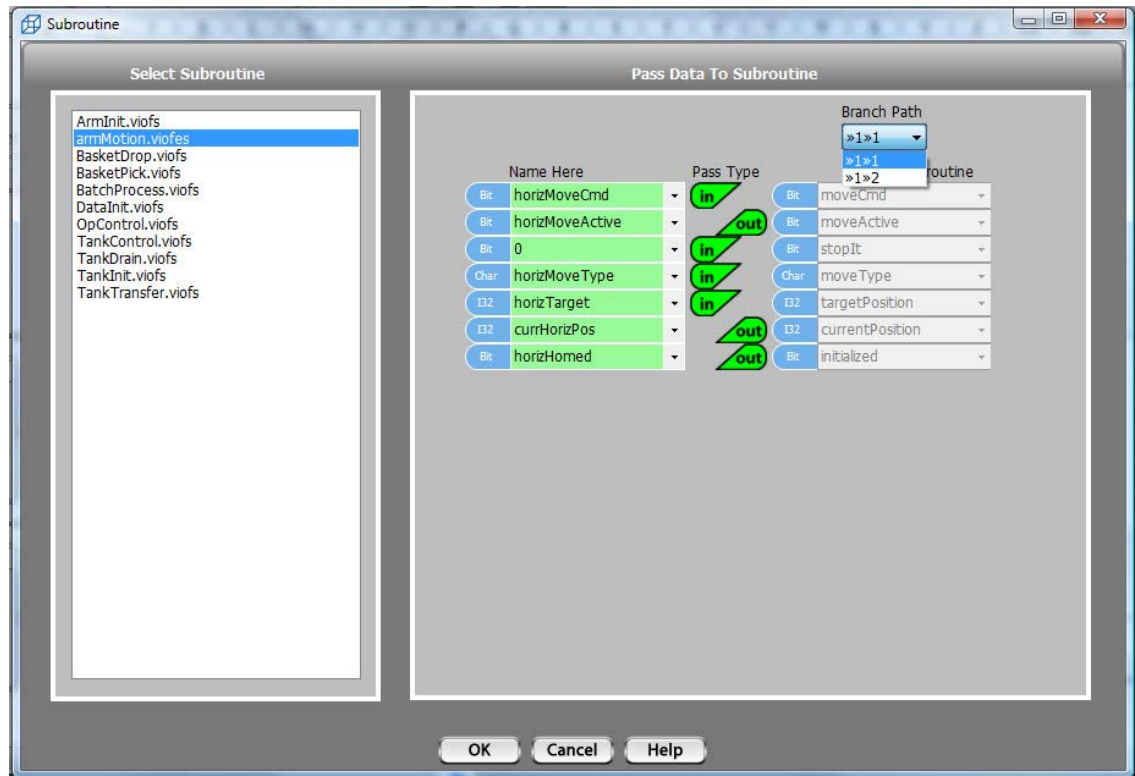 Subroutine
Select Subroutine
Pass Data To Subroutine
ArmInit.viofs
armMotion.viofes
BasketDrop.viofs
BasketPick.viofs
BatchProcess.viofs
DataInit.viofs
OpControl.viofs
TankControl.viofs
TankDrain.viofs
TankInit.viofs
TankTransfer.viofs
Branch Path
»1»1
»1»1
»1»2
Name Here Pass Type routine
Bit horizMoveCmd in Bit moveCmd
Bit horizMoveActive out Bit moveActive
Bit 0 in Bit stopIt
Char horizMoveType in Char moveType
I32 horizTarget in I32 targetPosition
I32 currHorizPos out I32 currentPosition
Bit horizHomed out Bit initialized
OK Cancel Help